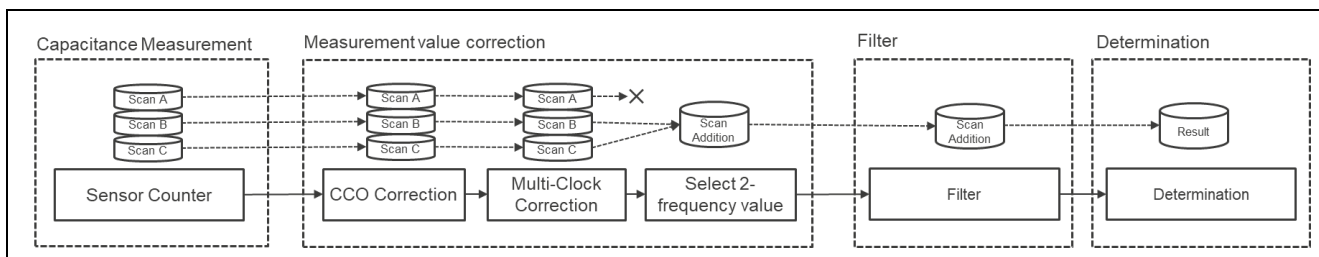 Capacitance Measurement
Measurement value correction
Filter
Determination
Scan A
Scan A
Scan A
Scan B
Scan B
Scan B
Scan C
Scan C
Scan C
Scan
Addition
Scan
Addition
Result
Sensor Counter
CCO Correction
Multi-Clock
Correction
Select 2-
frequency value
Filter
Determination